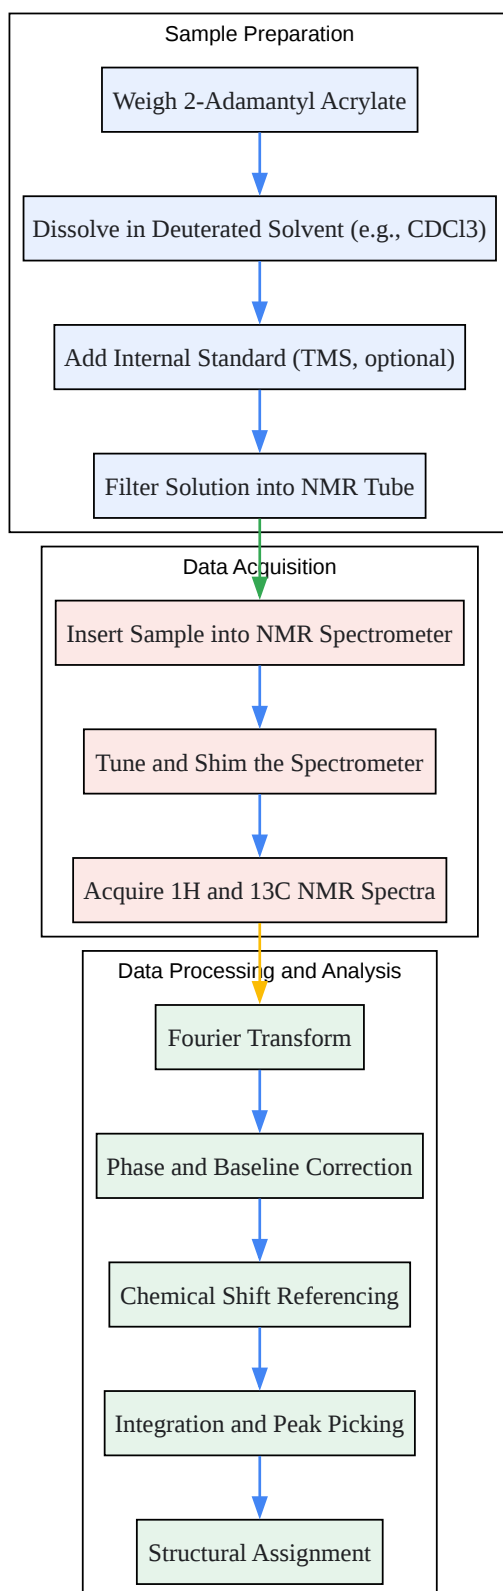 Sample Preparation
Weigh 2-Adamantyl Acrylate
Dissolve in Deuterated Solvent (e.g., CDCl3)
Add Internal Standard (TMS, optional)
Filter Solution into NMR Tube
Data Acquisition
Insert Sample into NMR Spectrometer
Tune and Shim the Spectrometer
Acquire 1H and 13C NMR Spectra
Data Processing and Analysis
Fourier Transform
Phase and Baseline Correction
Chemical Shift Referencing
Integration and Peak Picking
Structural Assignment